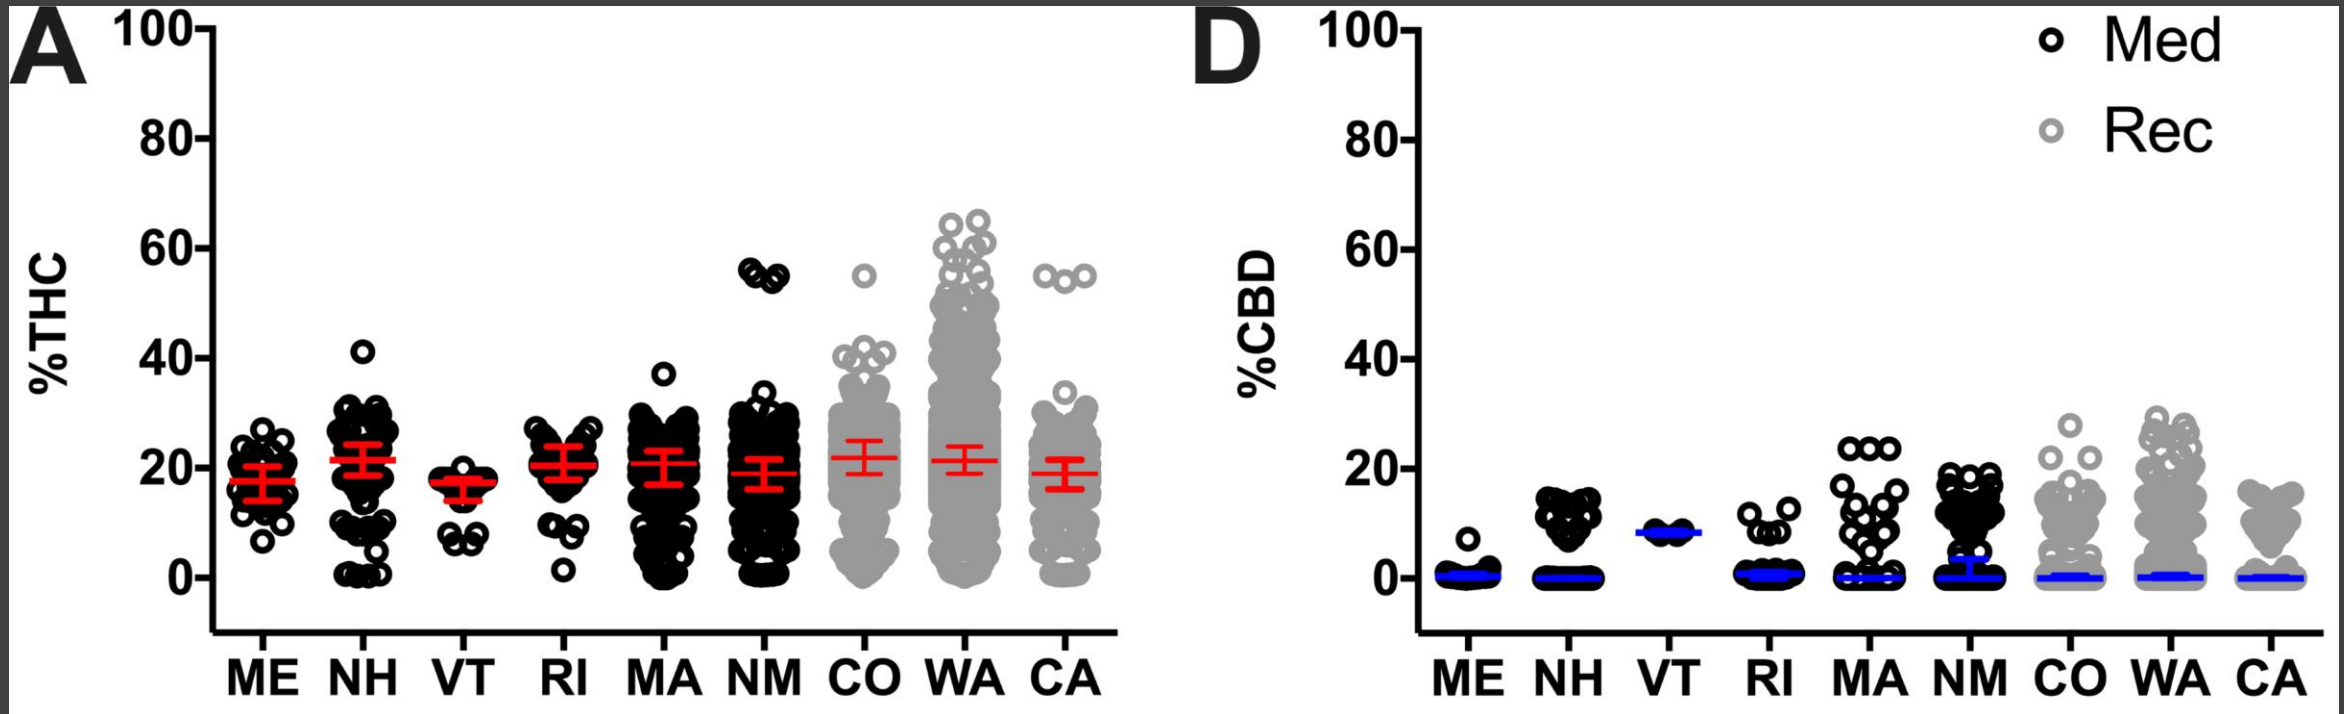 A
%THC
100
80
60
40
20
0
ME NH VT RI MA NM CO WA CA
D
%CBD
100
80
60
40
20
0
Med
Rec
ME NH VT RI MA NM CO WA CA